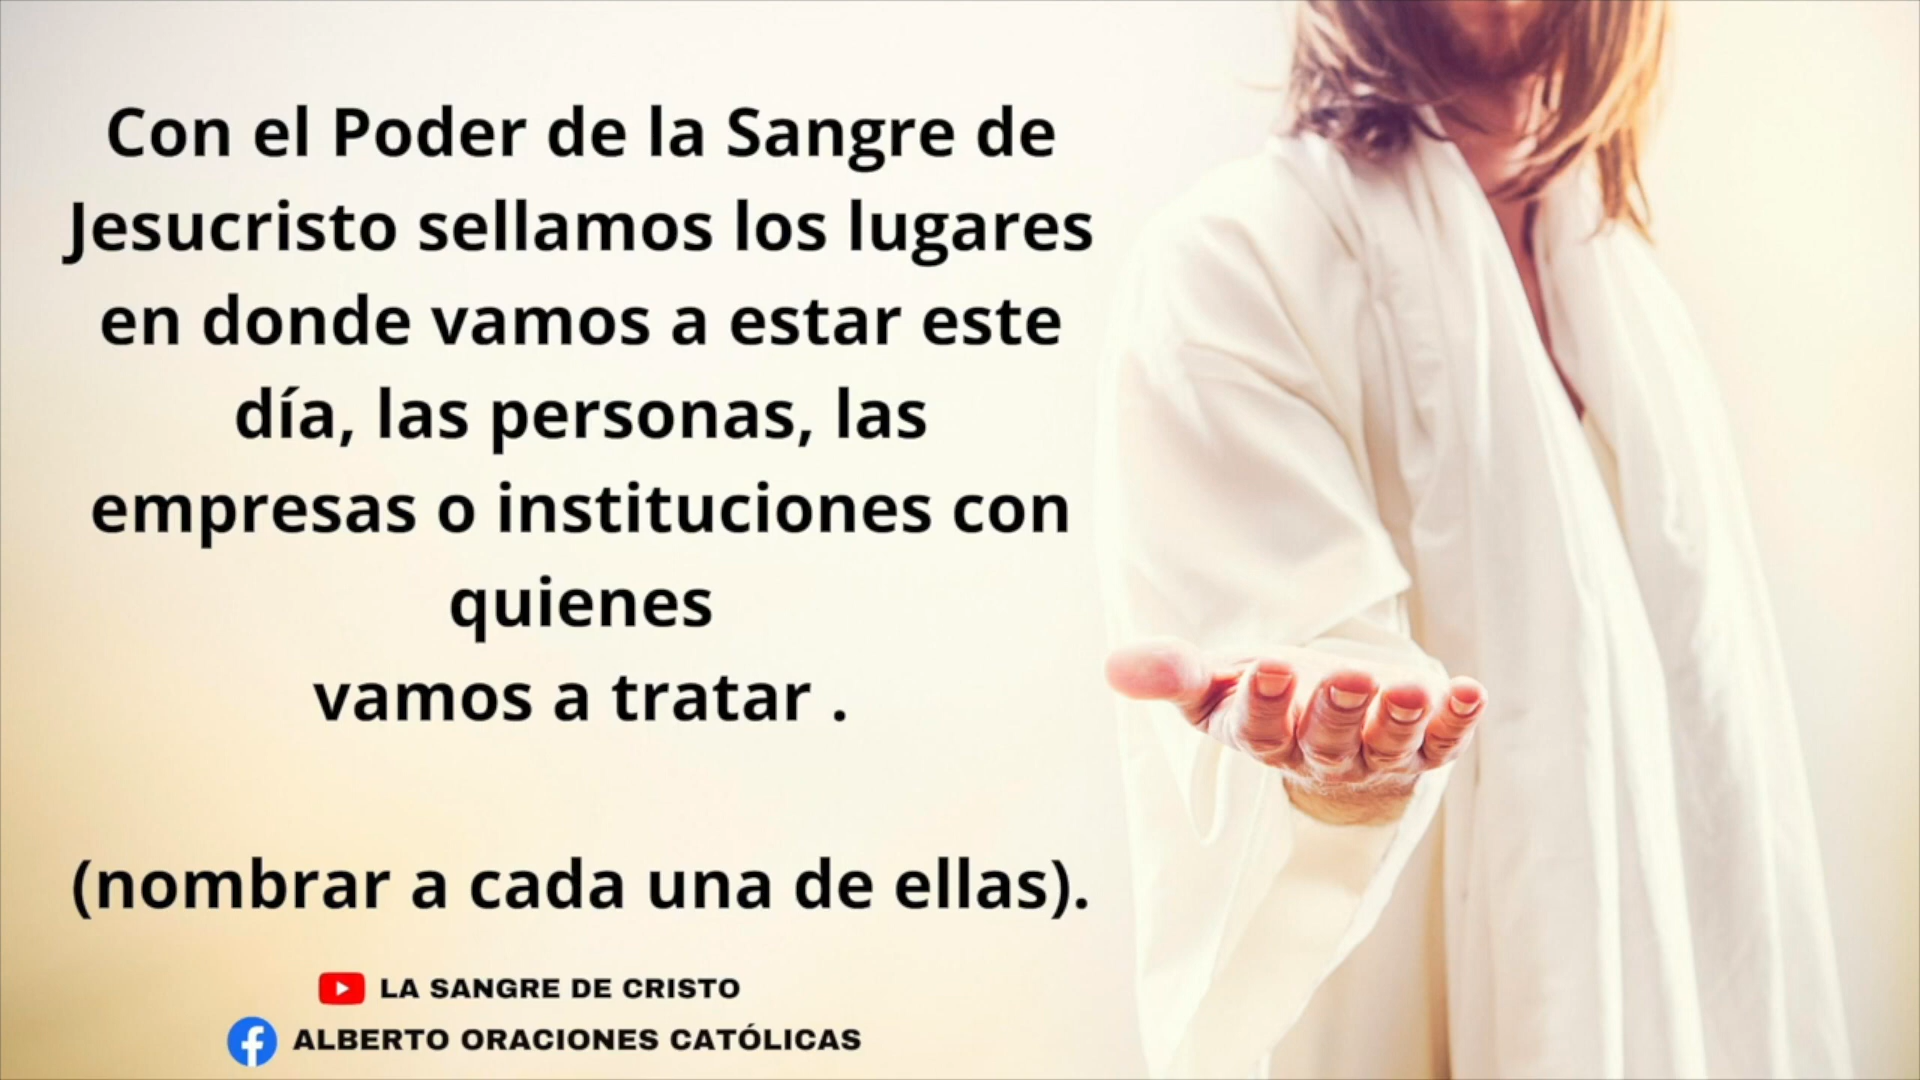 Con el Poder de la Sangre de
Jesucristo sellamos los lugares
en donde vamos a estar este
día, las personas, las
empresas o instituciones con
quienes
vamos a tratar .
(nombrar a cada una de ellas).
LA SANGRE DE CRISTO
ALBERTO ORACIONES CATÓLICAS